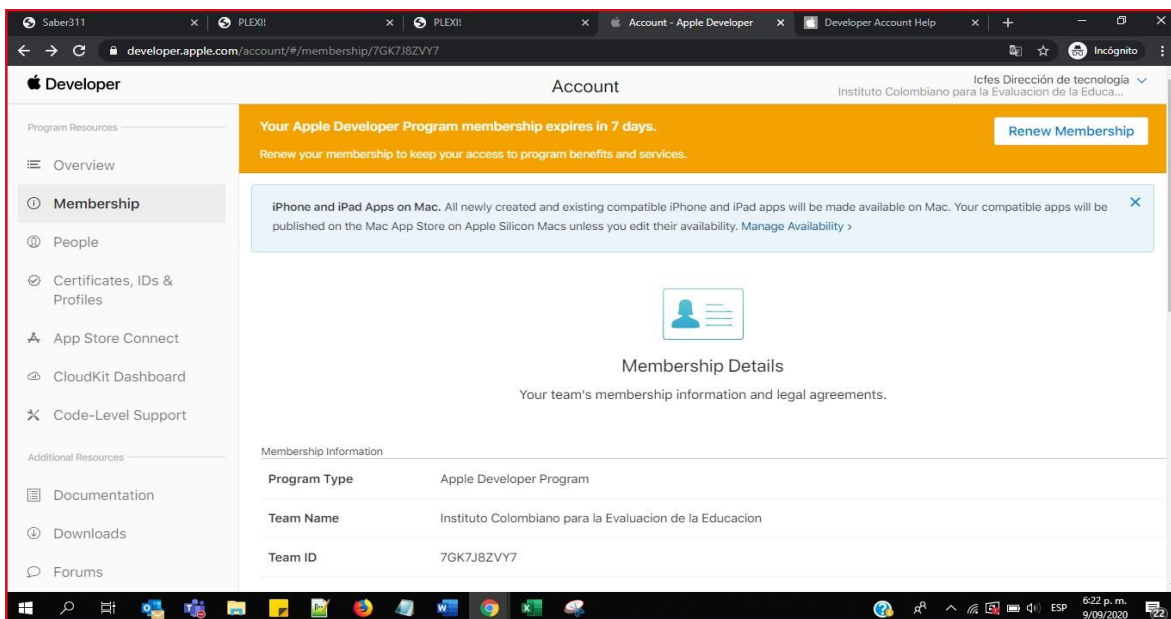 Saber311
PLEXI!
PLEXI!
Account - Apple Developer
Developer Account Help
developer.apple.com/account/#/membership/7GK7J8ZVY7
Incógnito
Developer
Account
Icfes Dirección de tecnología
Instituto Colombiano para la Evaluacion de la Educa...
Program Resources
Overview
Membership
People
Certificates, IDs &
Profiles
App Store Connect
CloudKit Dashboard
Code-Level Support
Additional Resources
Documentation
Downloads
Forums
Your Apple Developer Program membership expires in 7 days.
Renew your membership to keep your access to program benefits and services.
Renew Membership
iPhone and iPad Apps on Mac. All newly created and existing compatible iPhone and iPad apps will be made available on Mac. Your compatible apps will be
published on the Mac App Store on Apple Silicon Macs unless you edit their availability. Manage Availability >
Membership Details
Your team's membership information and legal agreements.
Membership Information
Program Type Apple Developer Program
Team Name Instituto Colombiano para la Evaluacion de la Educacion
Team ID 7GK7J8ZVY7
ESP
6:22 p. m.
9/09/2020
22